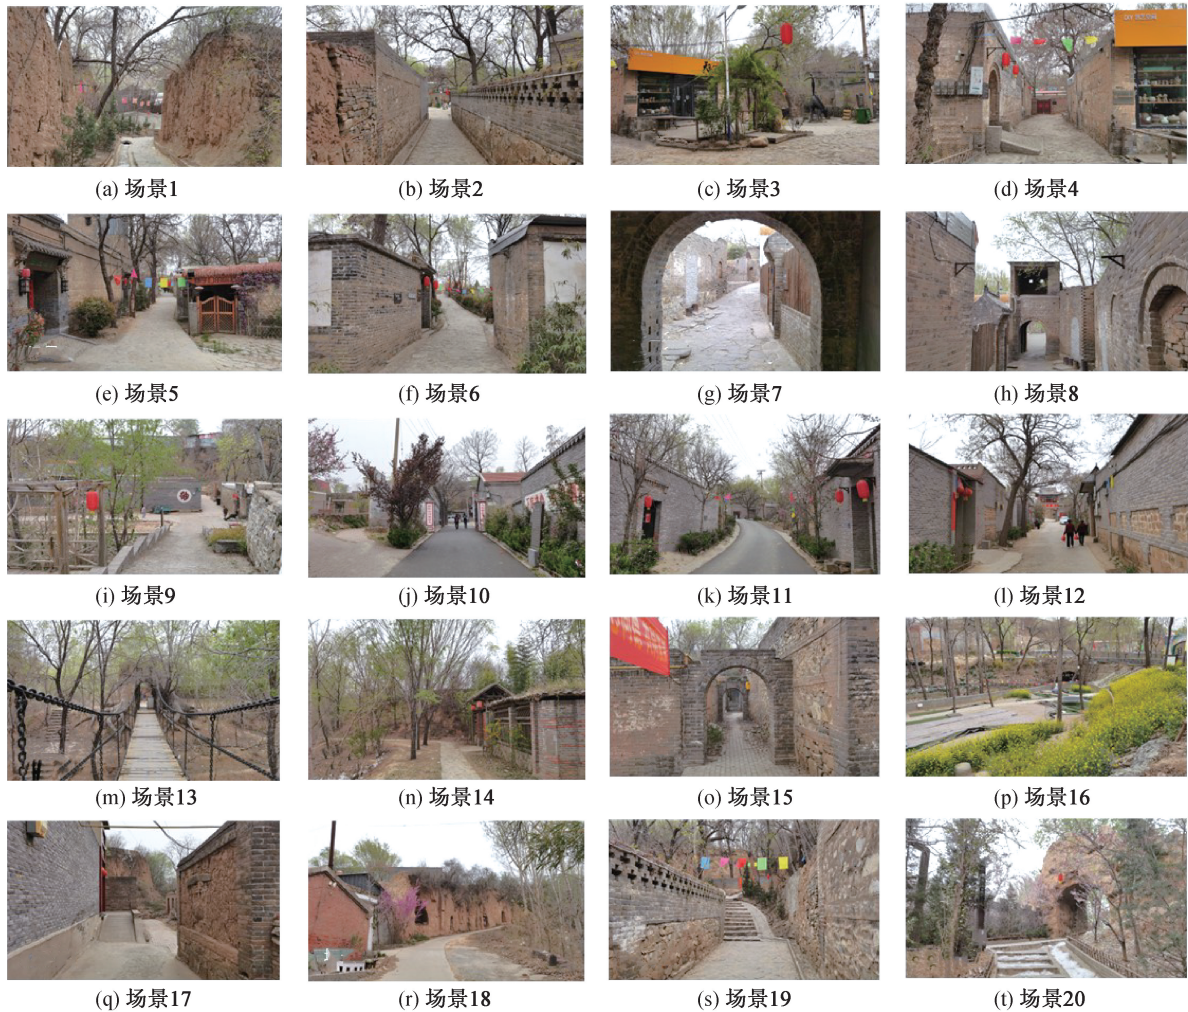 (a) 场景1
(b) 场景2
(c) 场景3
(d) 场景4
(e) 场景5
(f) 场景6
(g) 场景7
(h) 场景8
(i) 场景9
(j) 场景10
(k) 场景11
(l) 场景12
(m) 场景13
(n) 场景14
(o) 场景15
(p) 场景16
(q) 场景17
(r) 场景18
(s) 场景19
(t) 场景20